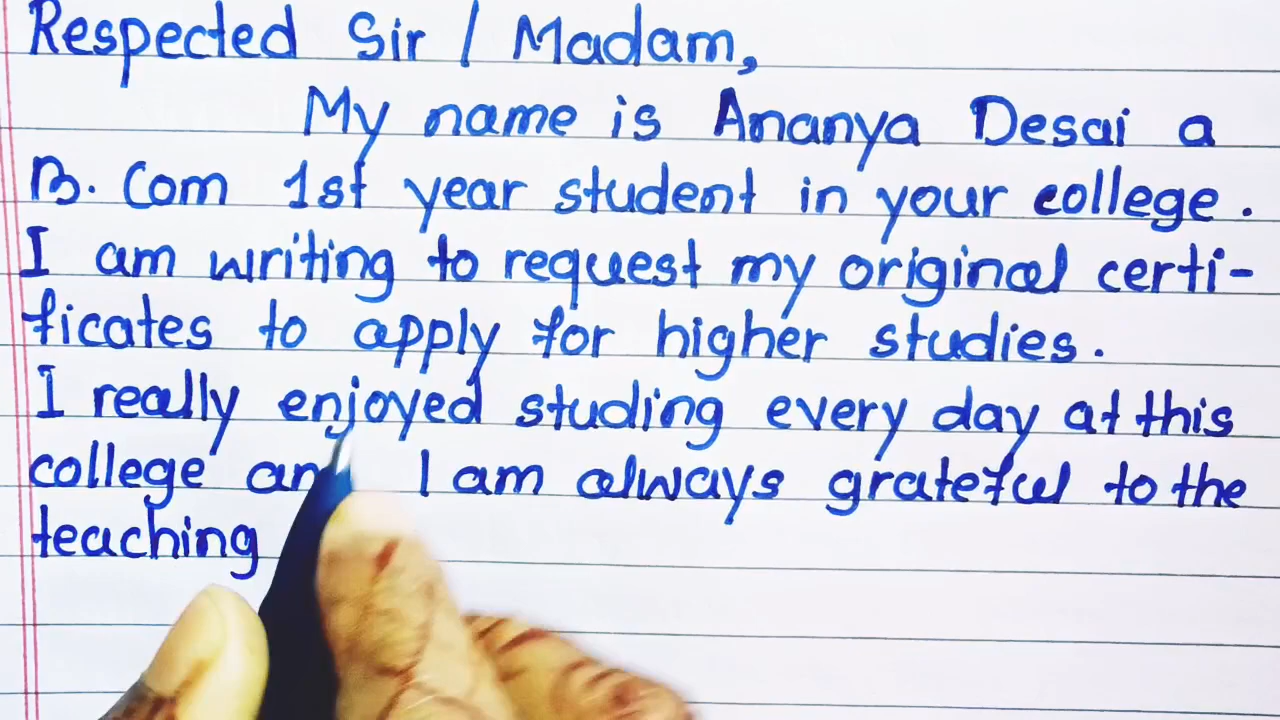 Respected Sir / Madam,
My name is Ananya Desai a
B. Com 1st year student in your college.
I am writing to request my original certi-
ficates to apply for higher studies.
I really enjoyed studing every day at this
college an I am always grateful to the
teaching